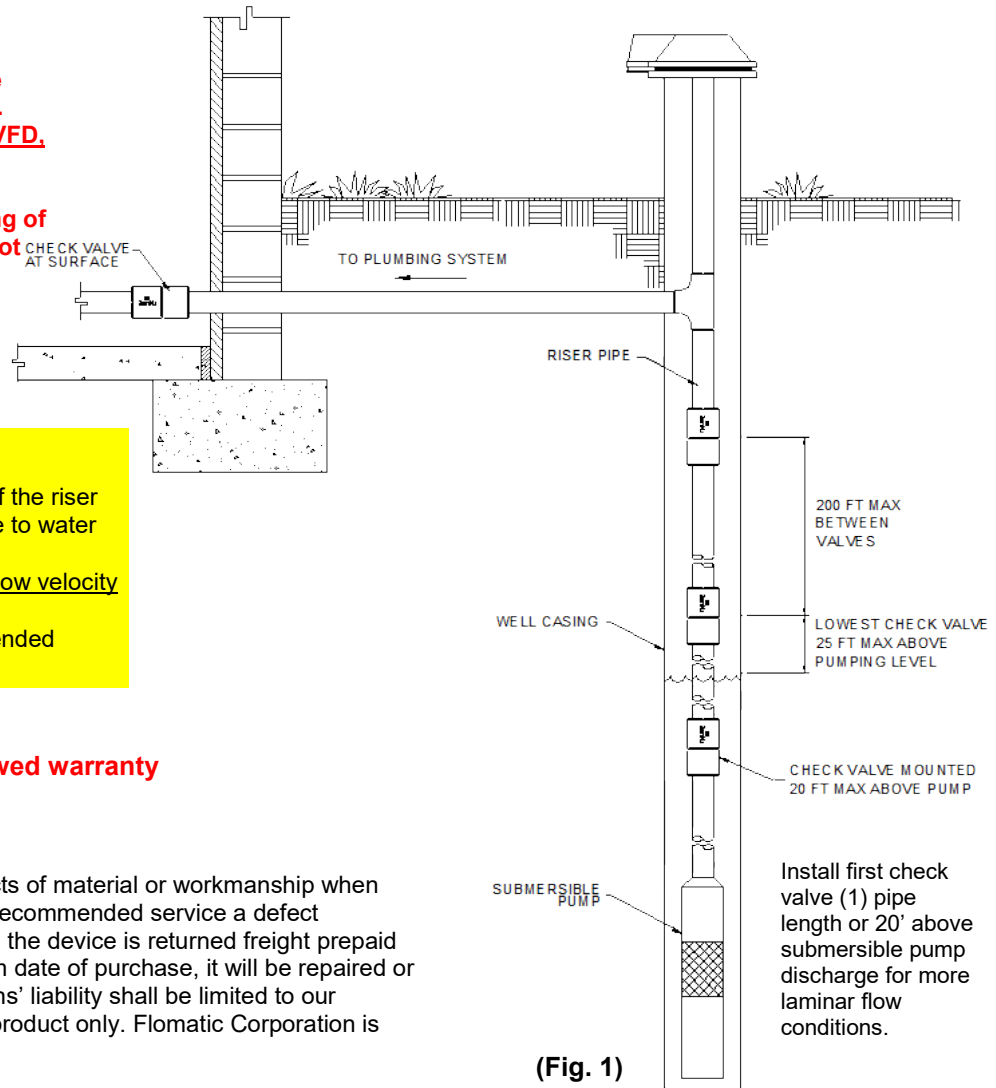 e
.
VFD,
ng of
ot
CHECK VALVE
AT SURFACE
TO PLUMBING SYSTEM
RISER PIPE
f the riser
e to water
ow velocity
ended
200 FT MAX
BETWEEN
VALVES
WELL CASING
LOWEST CHECK VALVE
25 FT MAX ABOVE
PUMPING LEVEL
wed warranty
CHECK VALVE MOUNTED
20 FT MAX ABOVE PUMP
cts of material or workmanship when
recommended service a defect
the device is returned freight prepaid
m date of purchase, it will be repaired or
ns’ liability shall be limited to our
product only. Flomatic Corporation is
SUBMERSIBLE
PUMP
Install first check
valve (1) pipe
length or 20’ above
submersible pump
discharge for more
laminar flow
conditions.
(Fig. 1)